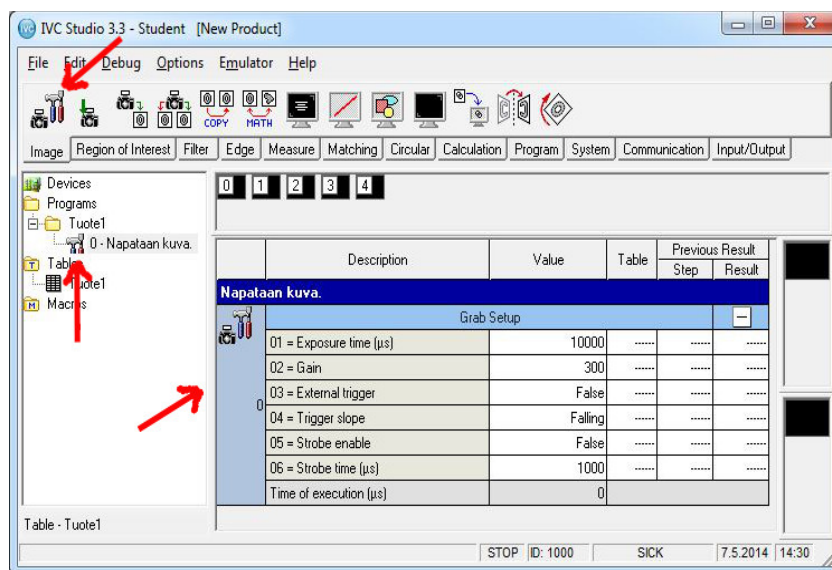 IVC Studio 3.3 - Student [New Product]
File Edit Debug Options Emulator Help
COPY MATH
Image Region of Interest Filter Edge Measure Matching Circular Calculation Program System Communication Input/Output
Devices
Programs
Tuote1
0 - Napataan kuva.
Tuote1
Macros
0 1 2 3 4
Description Value Table Previous Result
Step Result
Napataan kuva.
Grab Setup
0
01 = Exposure time (µs) 10000 ------ ------ ------
02 = Gain 300 ------ ------ ------
03 = External trigger False ------ ------ ------
04 = Trigger slope Falling ------ ------ ------
05 = Strobe enable False ------ ------ ------
06 = Strobe time (µs) 1000 ------ ------ ------
Time of execution (µs) 0
Table - Tuote1
STOP ID: 1000 SICK 7.5.2014 14:30